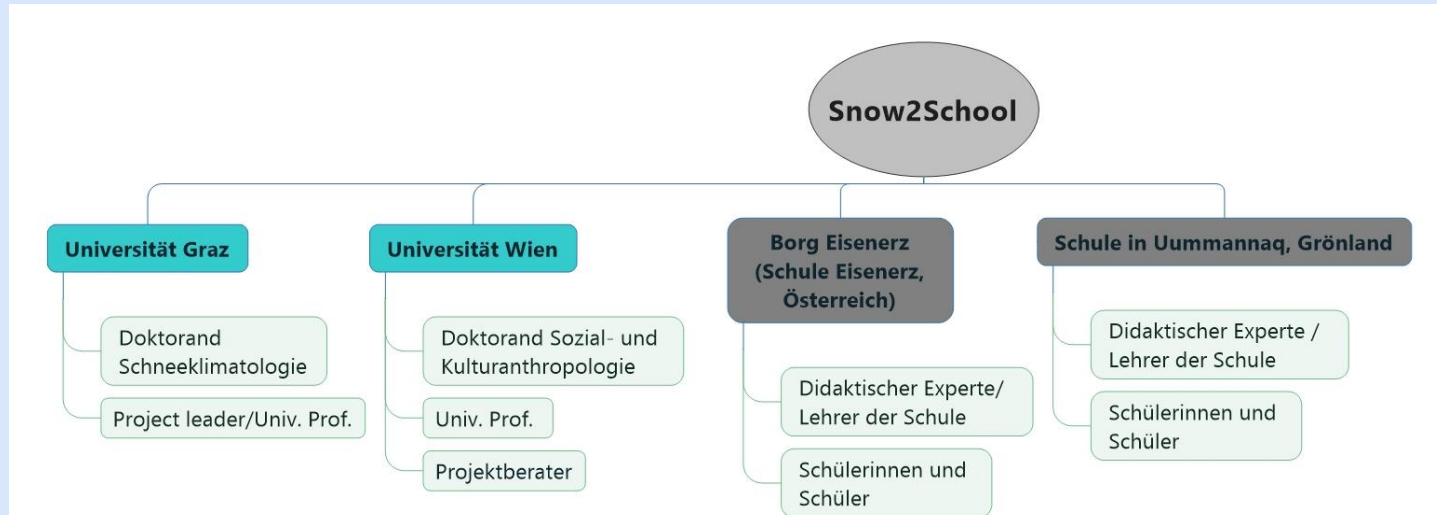 Snow2School
Universität Graz
Doktorand
Schneeklimatologie
Project leader/Univ. Prof.
Universität Wien
Doktorand Sozial- und
Kulturanthropologie
Univ. Prof.
Projektberater
Borg Eisenerz
(Schule Eisenerz,
Österreich)
Didaktischer Experte/
Lehrer der Schule
Schülerinnen und
Schüler
Schule in Uummannaq, Grönland
Didaktischer Experte /
Lehrer der Schule
Schülerinnen und
Schüler